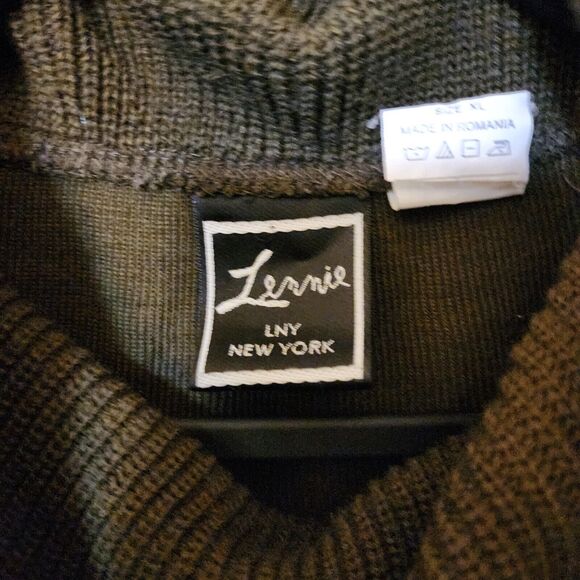 SIZE XL
MADE IN ROMANIA
Lennie
LNY
NEW YORK